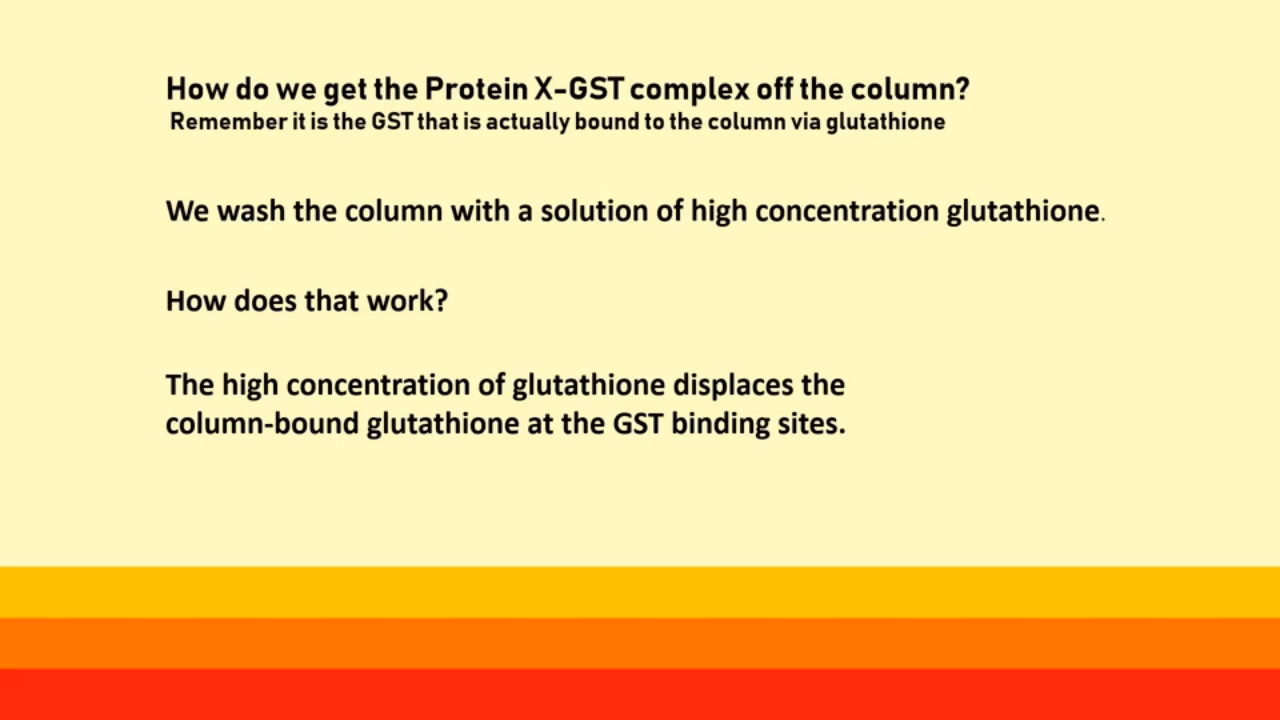 How do we get the Protein X-GST complex off the column?
Remember it is the GST that is actually bound to the column via glutathione
We wash the column with a solution of high concentration glutathione.
How does that work?
The high concentration of glutathione displaces the
column-bound glutathione at the GST binding sites.